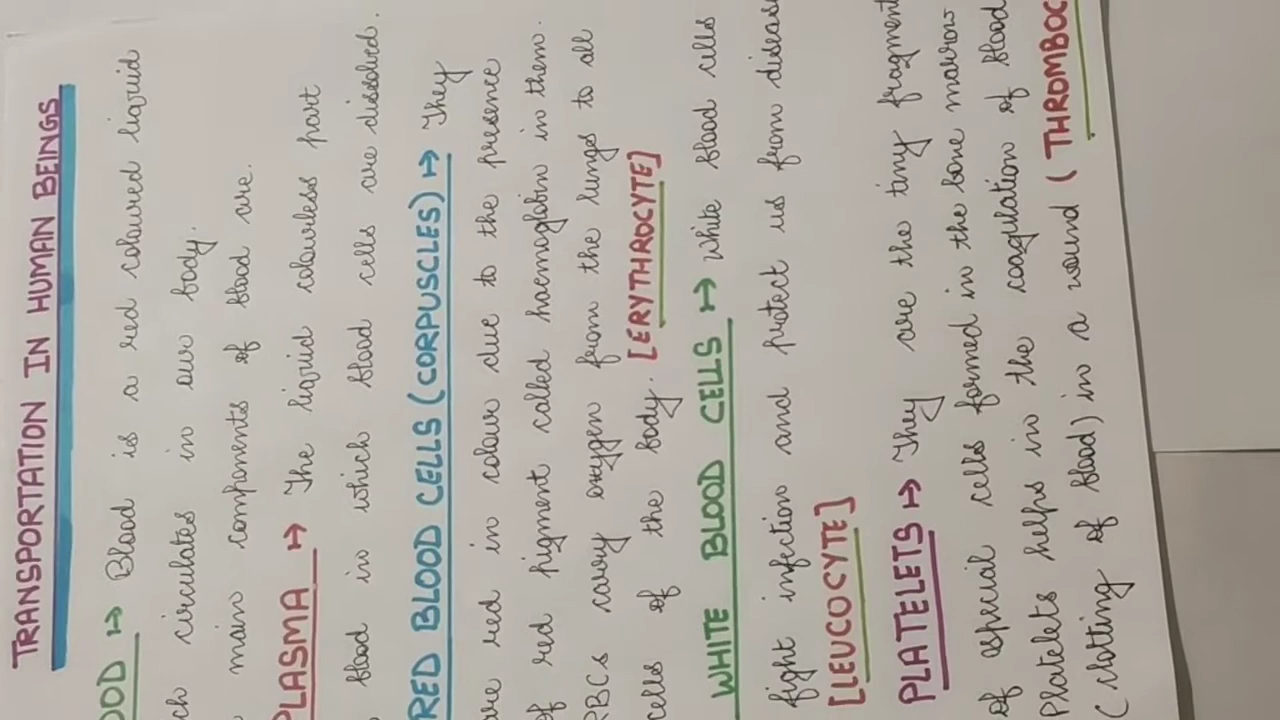 TRANSPORTATION IN HUMAN BEINGS
OOD → Blood is a red coloured liquid
ch circulates in our body.
main components of blood are.
PLASMA → The liquid colourless part
blood in which blood cells are dissolved.
RED BLOOD CELLS (CORPUSCLES) → They
are red in colour due to the presence
of red pigment called haemoglobin in them.
RBCs carry oxygen from the lungs to all
cells of the body. [ERYTHROCYTE]
WHITE BLOOD CELLS → White blood cells
fight infection and protect us from disease
[LEUCOCYTE]
PLATELETS → They are the tiny fragment
of special cells formed in the bone marrow
Platelets helps in the coagulation of blood
(clotting of blood) in a wound (THROMBOC